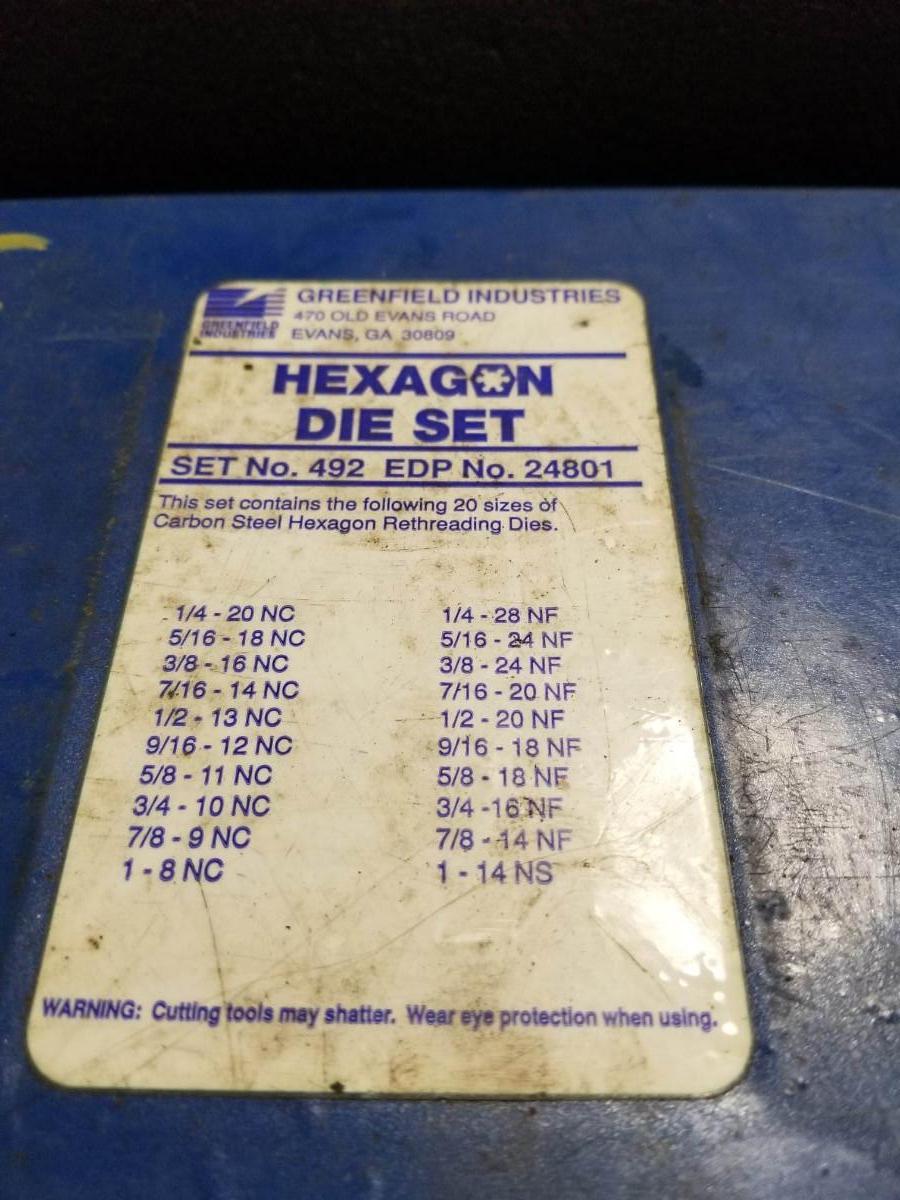 GREENFIELD INDUSTRIES
GREENFIELD INDUSTRIES
470 OLD EVANS ROAD
EVANS, GA 30809
HEXAGON
DIE SET
SET No. 492 EDP No. 24801
This set contains the following 20 sizes of
Carbon Steel Hexagon Rethreading Dies.
1/4 - 20 NC 1/4 - 28 NF
5/16 - 18 NC 5/16 - 24 NF
3/8 - 16 NC 3/8 - 24 NF
7/16 - 14 NC 7/16 - 20 NF
1/2 - 13 NC 1/2 - 20 NF
9/16 - 12 NC 9/16 - 18 NF
5/8 - 11 NC 5/8 - 18 NF
3/4 - 10 NC 3/4 -16 NF
7/8 - 9 NC 7/8 - 14 NF
1 - 8 NC 1 - 14 NS
WARNING: Cutting tools may shatter. Wear eye protection when using.